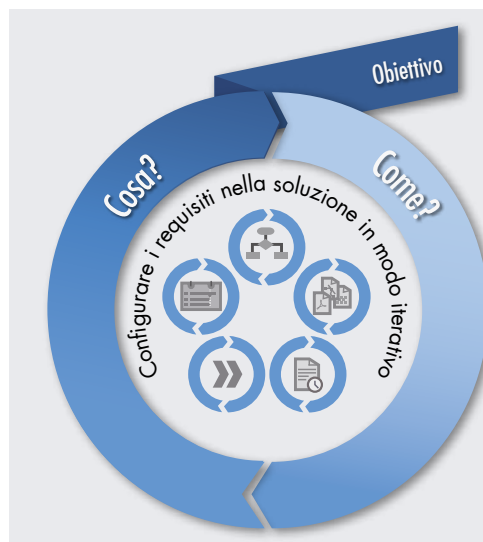 Obiettivo
Cosa?
Come?
Configurare i requisiti nella soluzione in modo iterativo